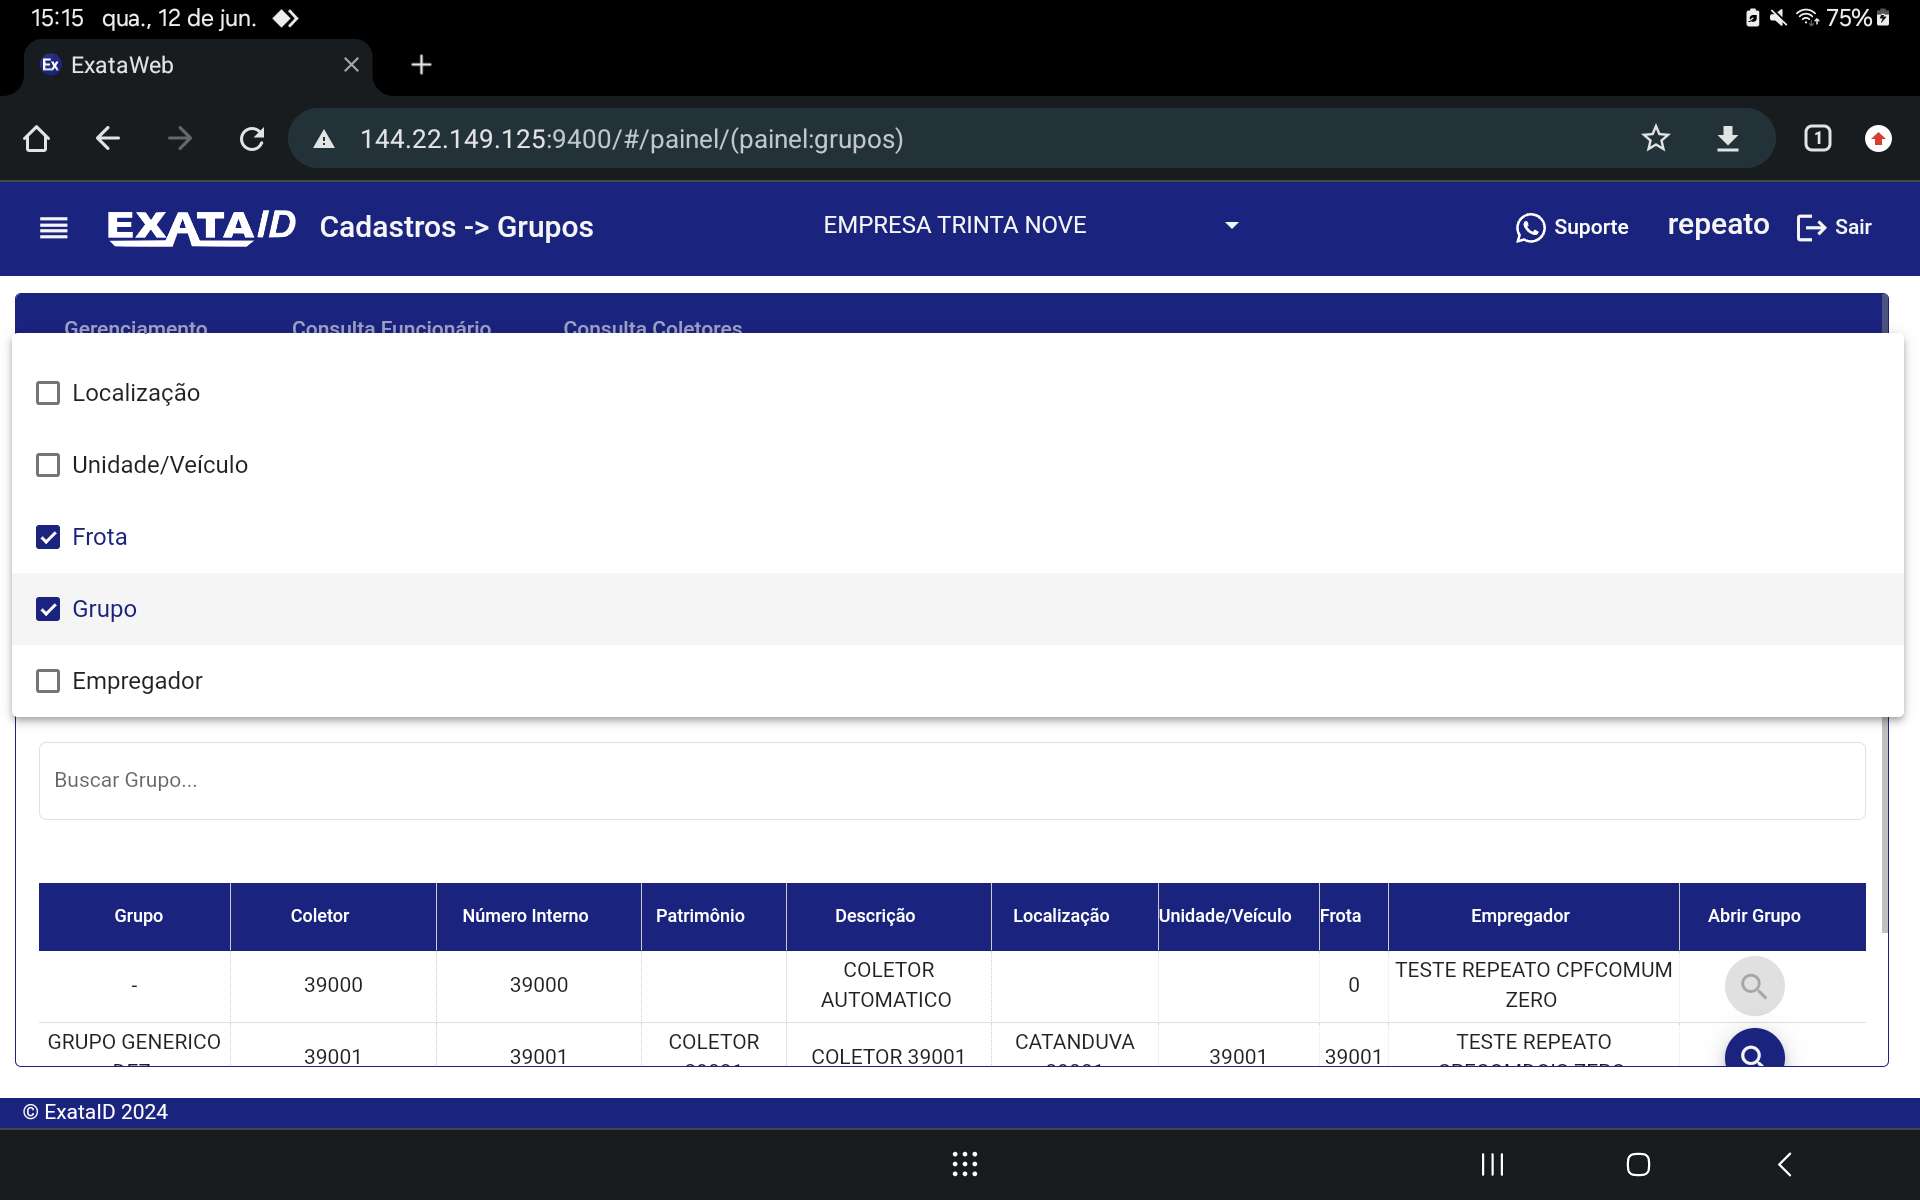 15:15 qua., 12 de jun.
75%
Ex ExataWeb
144.22.149.125:9400/#/painel/(painel:grupos)
1
EXATAID Cadastros -> Grupos EMPRESA TRINTA NOVE Suporte repeato Sair
Gerenciamento Consulta Funcionário Consulta Coletores
Localização
Unidade/Veículo
Frota
Grupo
Empregador
Buscar Grupo...
Grupo Coletor Número Interno Patrimônio Descrição Localização Unidade/Veículo Frota Empregador Abrir Grupo
- 39000 39000 COLETOR AUTOMATICO 0 TESTE REPEATO CPFCOMUM ZERO
GRUPO GENERICO 39001 39001 COLETOR COLETOR 39001 CATANDUVA 39001 39001 TESTE REPEATO
© ExataID 2024